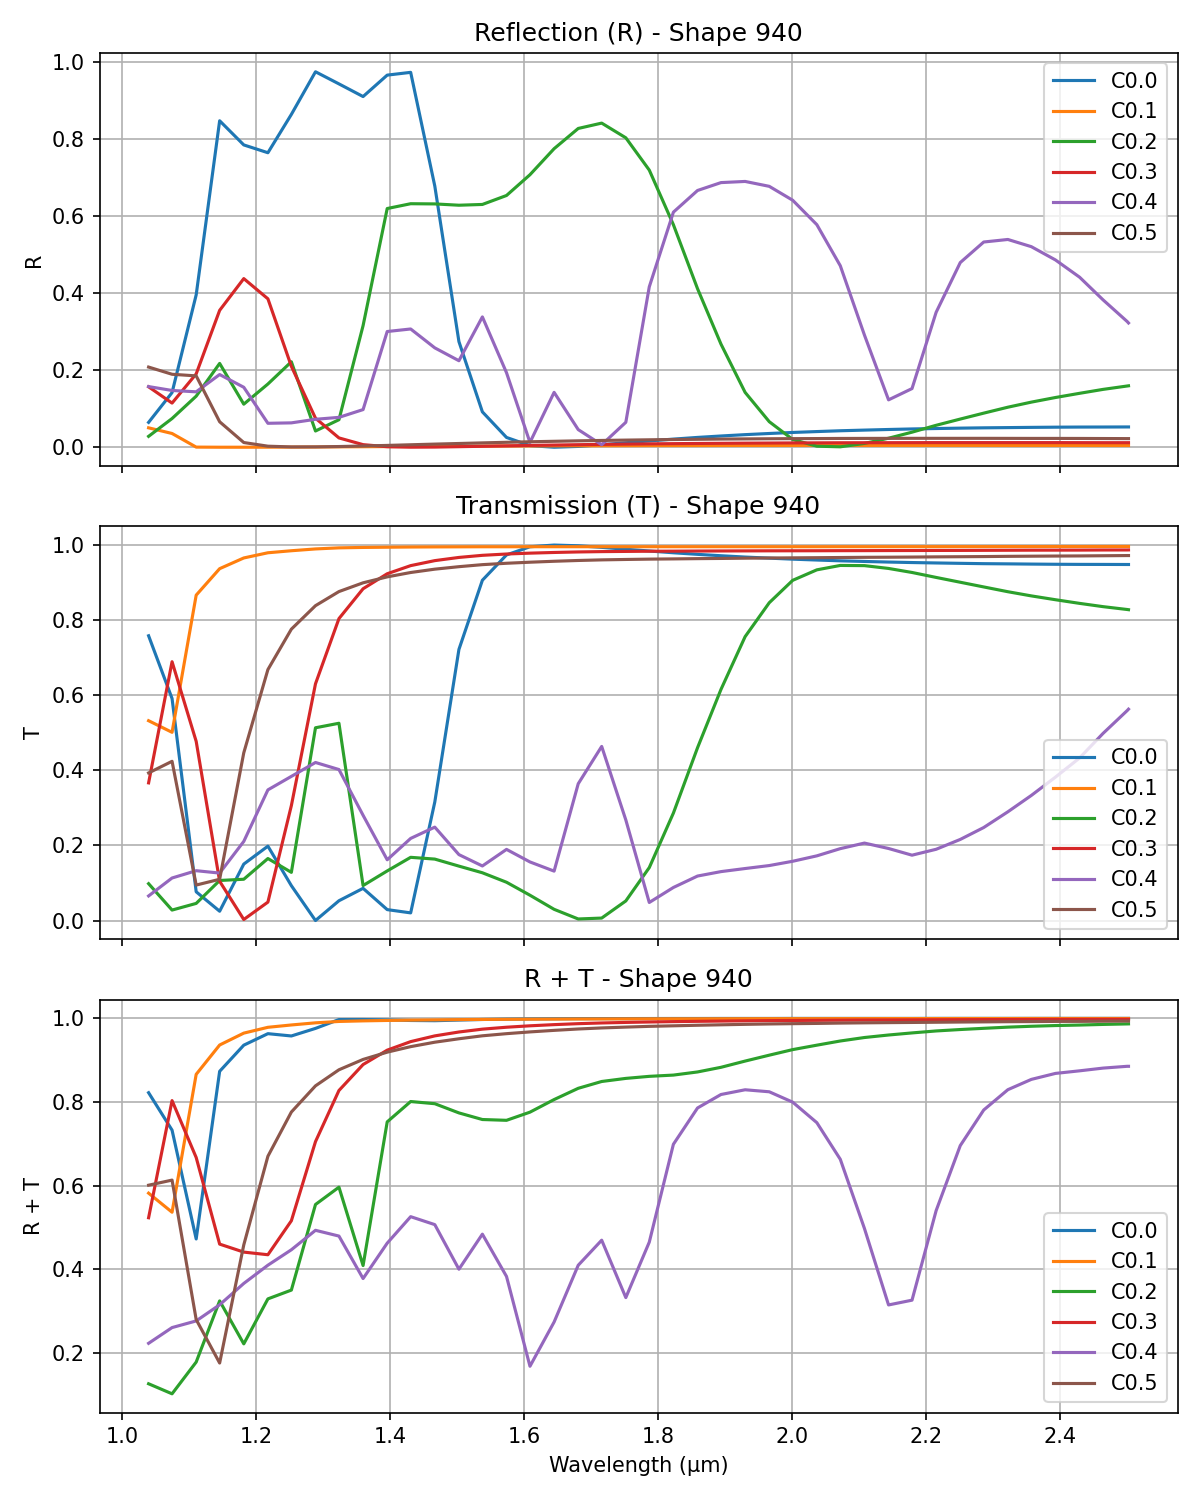 Reflection (R) - Shape 940
1.0
0.8
0.6
0.4
0.2
0.0
R
C0.0
C0.1
C0.2
C0.3
C0.4
C0.5
Transmission (T) - Shape 940
1.0
0.8
0.6
0.4
0.2
0.0
T
C0.0
C0.1
C0.2
C0.3
C0.4
C0.5
R + T - Shape 940
1.0
0.8
0.6
0.4
0.2
R + T
C0.0
C0.1
C0.2
C0.3
C0.4
C0.5
1.0 1.2 1.4 1.6 1.8 2.0 2.2 2.4
Wavelength (μm)